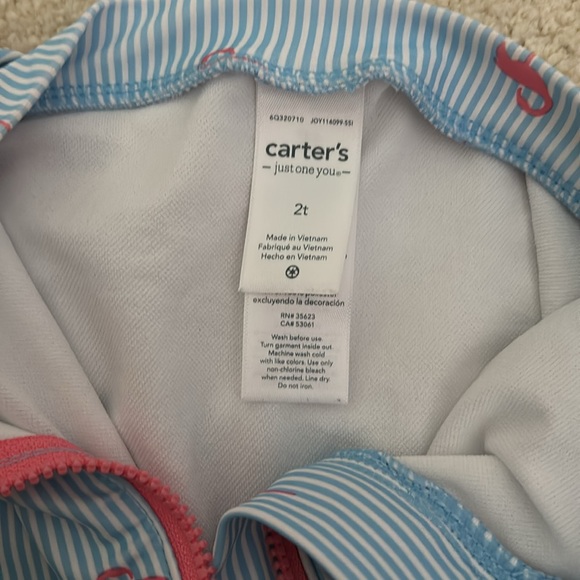 6Q320710 JOY114099-SSI
carter's
– just one you® –
2t
Made in Vietnam
Fabriqué au Vietnam
Hecho en Vietnam
excluyendo la decoración
RN# 35623
CA# 53061
Wash before use.
Turn garment inside out.
Machine wash cold
with like colors. Use only
non-chlorine bleach
when needed. Line dry.
Do not iron.